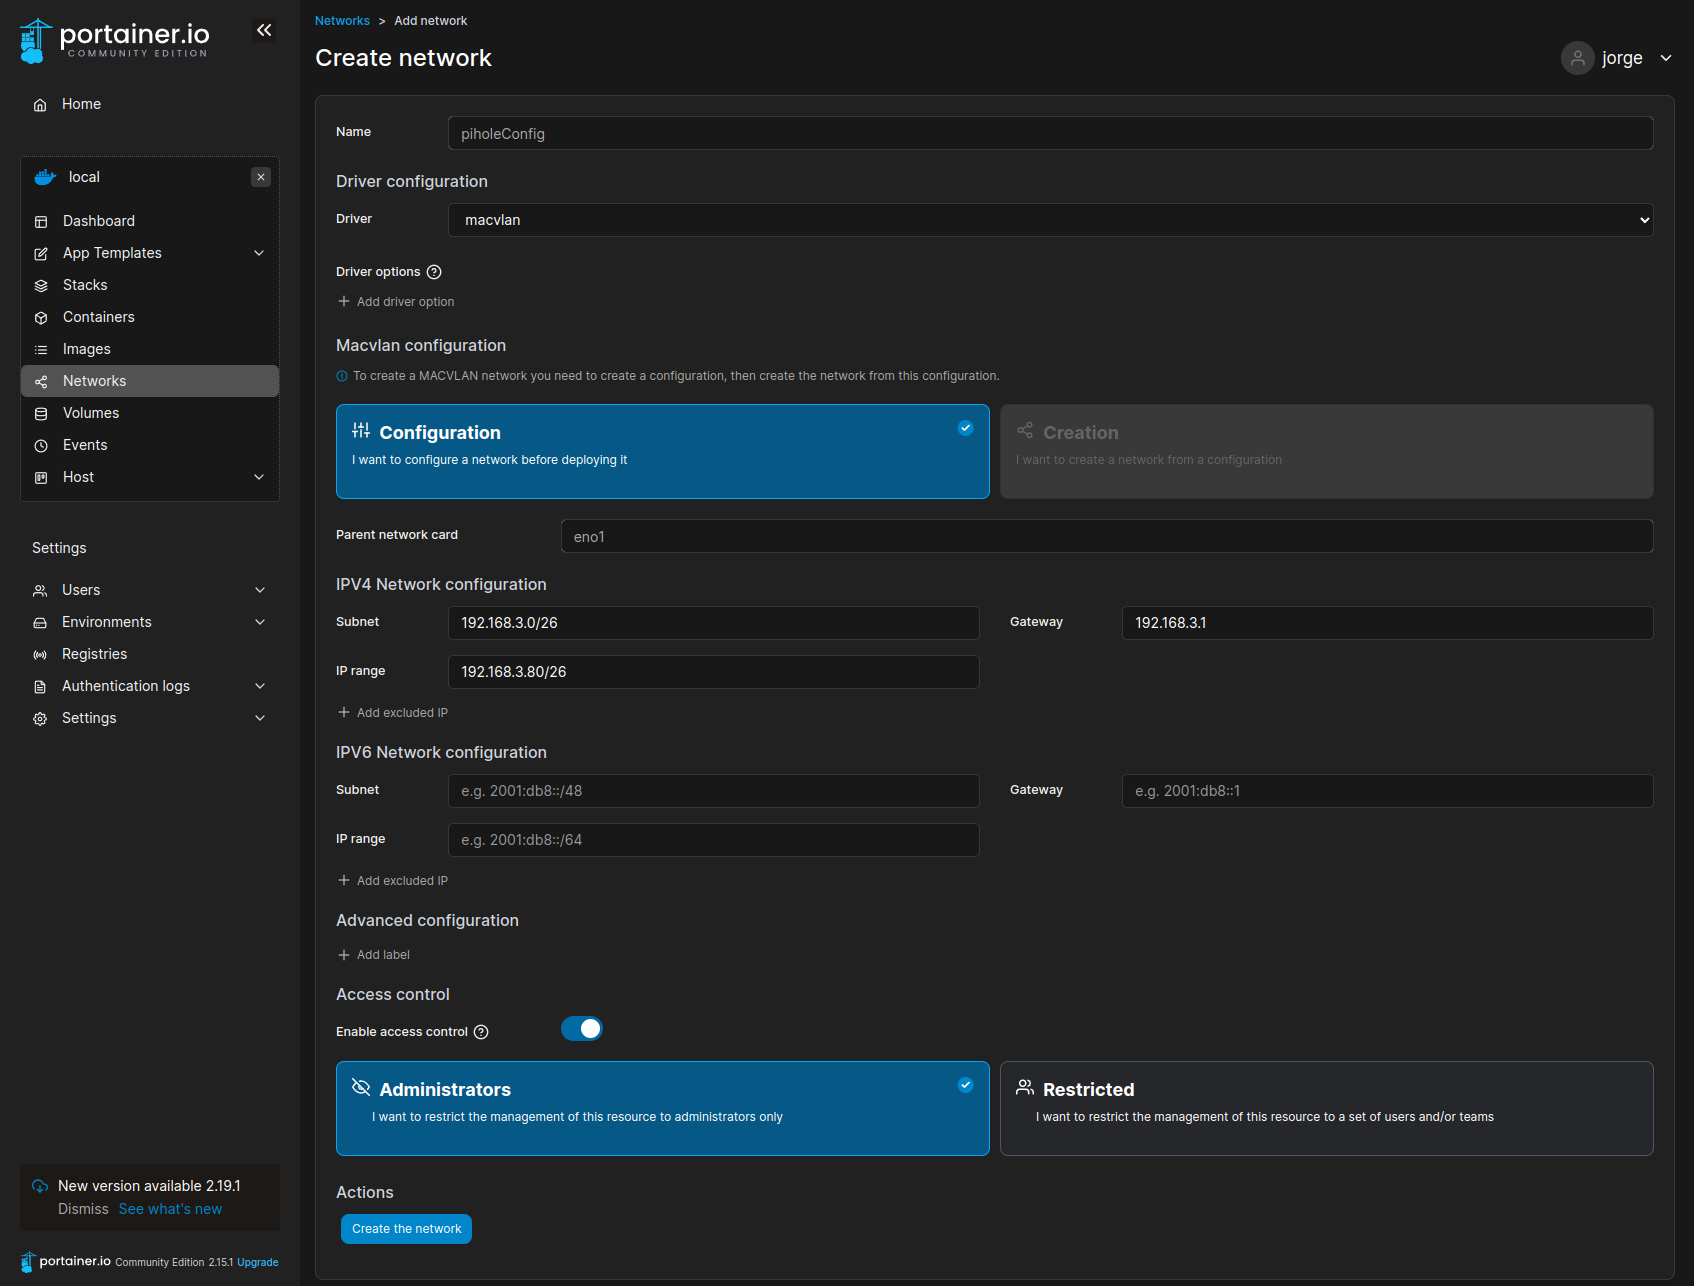 portainer.io
COMMUNITY EDITION
Home
local
Dashboard
App Templates
Stacks
Containers
Images
Networks
Volumes
Events
Host
Settings
Users
Environments
Registries
Authentication logs
Settings
New version available 2.19.1
Dismiss See what's new
portainer.io Community Edition 2.15.1 Upgrade
Networks > Add network
Create network
jorge
Name piholeConfig
Driver configuration
Driver macvlan
Driver options
Add driver option
Macvlan configuration
To create a MACVLAN network you need to create a configuration, then create the network from this configuration.
Configuration
I want to configure a network before deploying it
Creation
I want to create a network from a configuration
Parent network card eno1
IPV4 Network configuration
Subnet 192.168.3.0/26 Gateway 192.168.3.1
IP range 192.168.3.80/26
Add excluded IP
IPV6 Network configuration
Subnet e.g. 2001:db8::/48 Gateway e.g. 2001:db8::1
IP range e.g. 2001:db8::/64
Add excluded IP
Advanced configuration
Add label
Access control
Enable access control
Administrators
I want to restrict the management of this resource to administrators only
Restricted
I want to restrict the management of this resource to a set of users and/or teams
Actions
Create the network